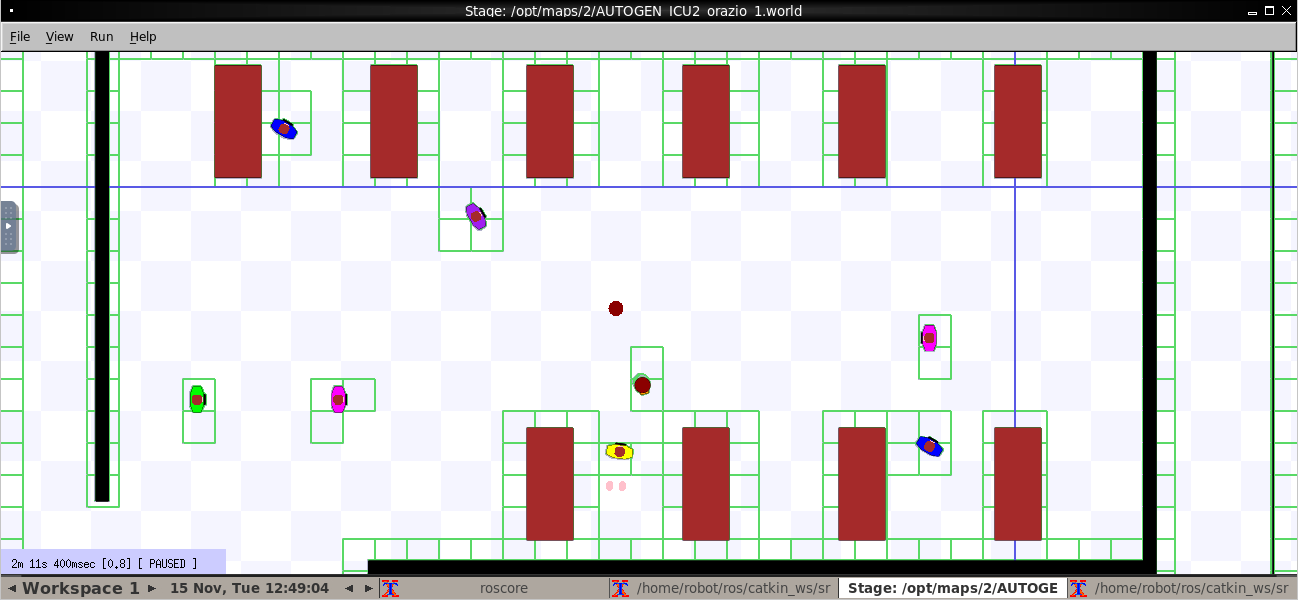 Stage: /opt/maps/2/AUTOGEN_ICU2_orazio_1.world
File View Run Help
2m 11s 400msec [0.8] [ PAUSED ]
Workspace 1 15 Nov, Tue 12:49:04 roscore /home/robot/ros/catkin_ws/sr Stage: /opt/maps/2/AUTOGE /home/robot/ros/catkin_ws/sr